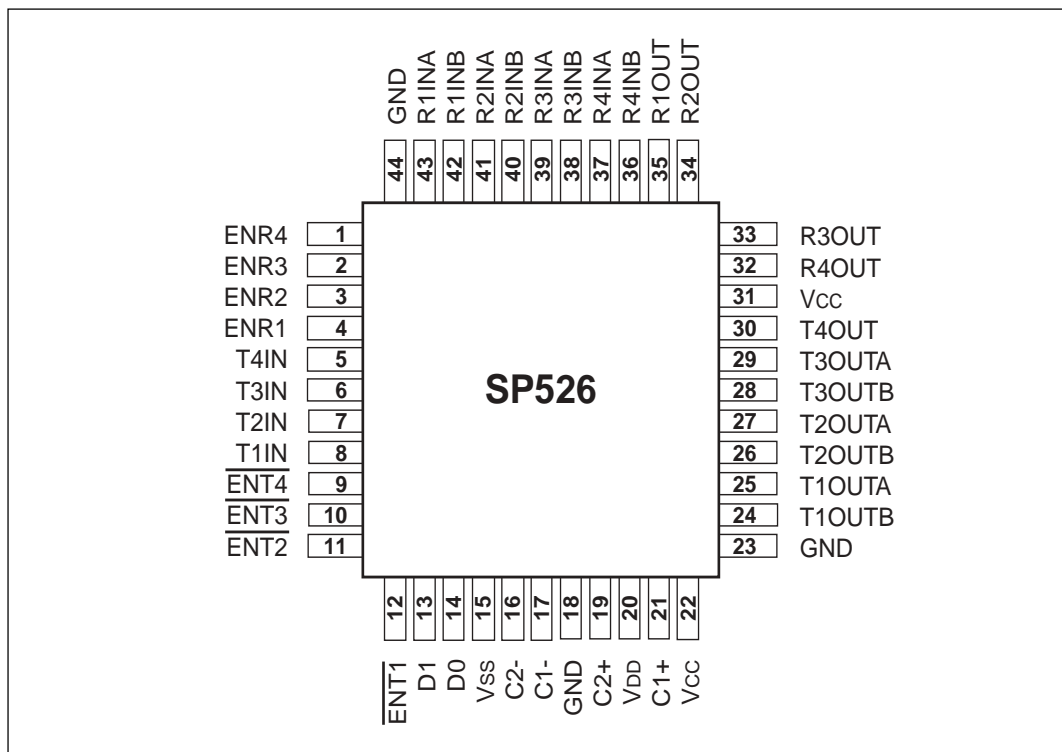 GND R1INA R1INB R2INA R2INB R3INA R3INB R4INA R4INB R1OUT R2OUT
44 43 42 41 40 39 38 37 36 35 34
ENR4 1
ENR3 2
ENR2 3
ENR1 4
T4IN 5
T3IN 6
T2IN 7
T1IN 8
ENT4 9
ENT3 10
ENT2 11
SP526
33 R3OUT
32 R4OUT
31 VCC
30 T4OUT
29 T3OUTA
28 T3OUTB
27 T2OUTA
26 T2OUTB
25 T1OUTA
24 T1OUTB
23 GND
12 13 14 15 16 17 18 19 20 21 22
ENT1 D1 D0 VSS C2- C1- GND C2+ VDD C1+ VCC